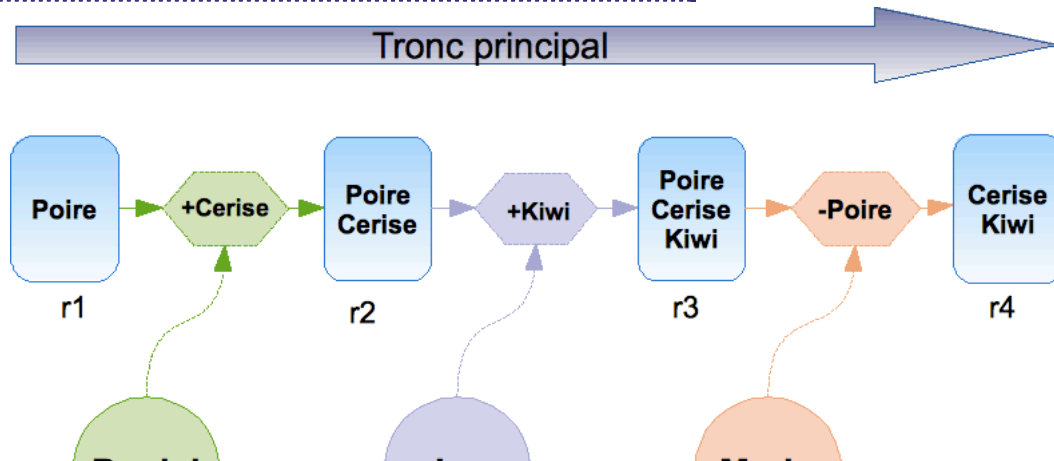 Tronc principal
Poire
+Cerise
Poire
Cerise
+Kiwi
Poire
Cerise
Kiwi
-Poire
Cerise
Kiwi
r1
r2
r3
r4